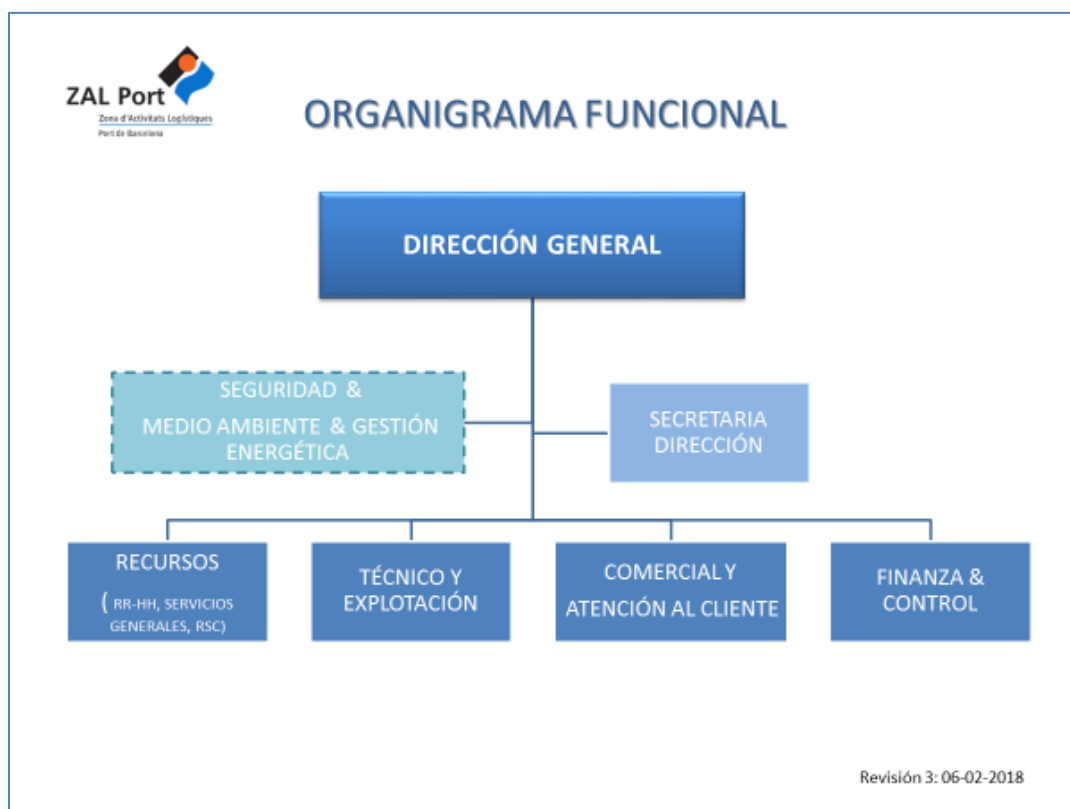 ZAL Port
Zona d'Activitats Logístiques
Port de Barcelona
ORGANIGRAMA FUNCIONAL
DIRECCIÓN GENERAL
SEGURIDAD &
MEDIO AMBIENTE & GESTIÓN
ENERGÉTICA
SECRETARIA
DIRECCIÓN
RECURSOS
( RR-HH, SERVICIOS
GENERALES, RSC)
TÉCNICO Y
EXPLOTACIÓN
COMERCIAL Y
ATENCIÓN AL CLIENTE
FINANZA &
CONTROL
Revisión 3: 06-02-2018